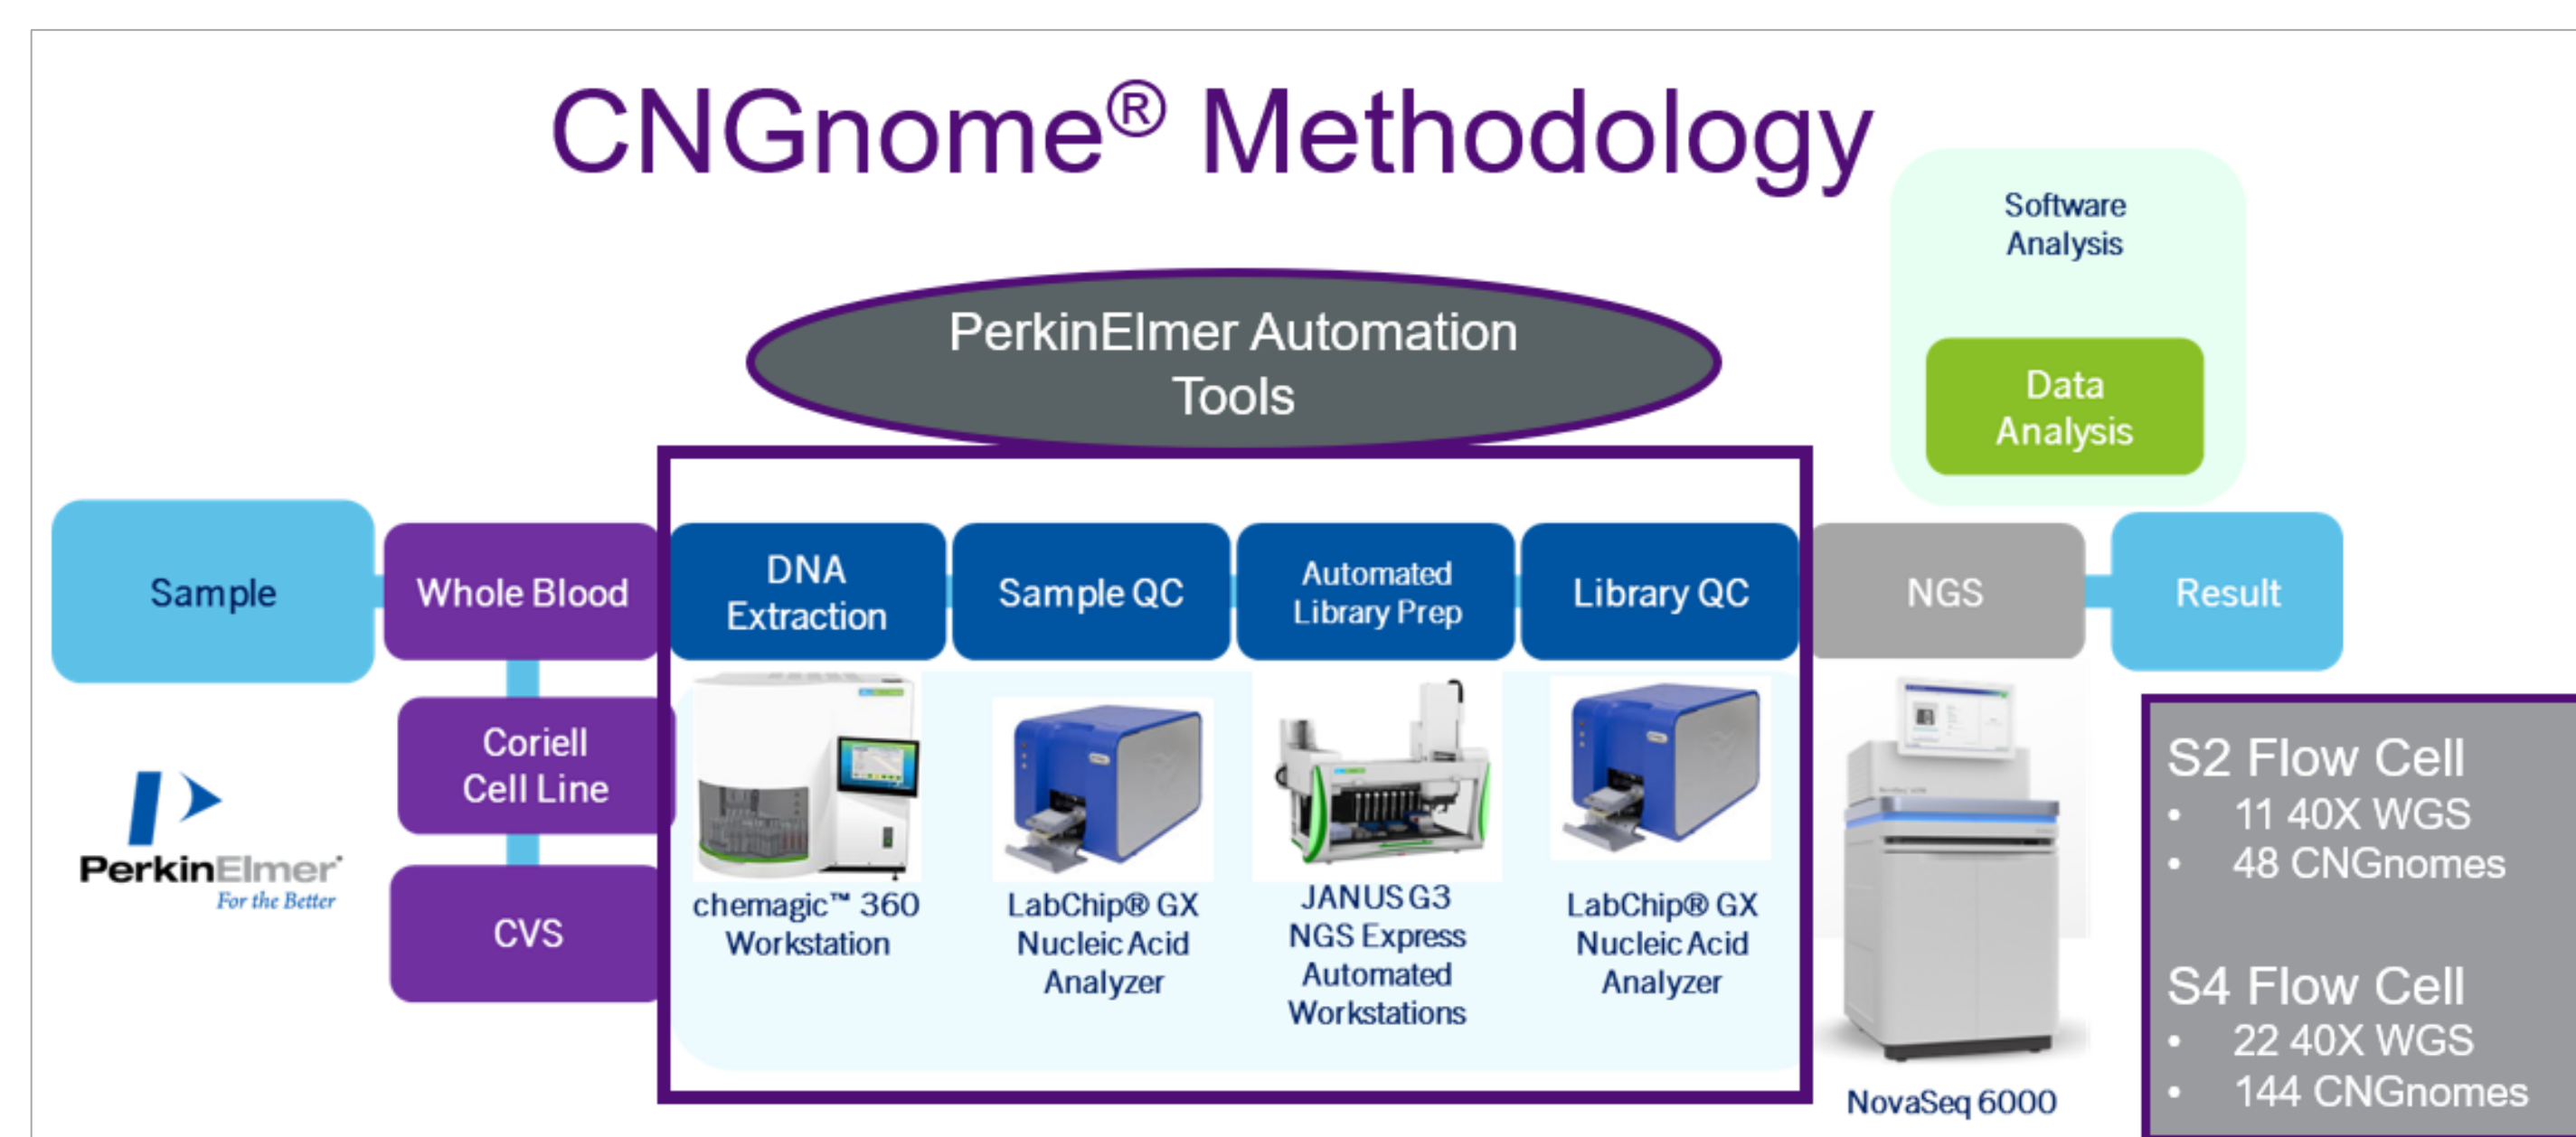 CNGnome® Methodology
Software
Analysis
Data
Analysis
PerkinElmer Automation
Tools
Sample
Whole Blood
DNA
Extraction
Sample QC
Automated
Library Prep
Library QC
NGS
Result
Coriell
Cell Line
CVS
PerkinElmer
For the Better
chemagic™ 360
Workstation
LabChip® GX
Nucleic Acid
Analyzer
JANUS G3
NGS Express
Automated
Workstations
LabChip® GX
Nucleic Acid
Analyzer
NovaSeq 6000
S2 Flow Cell
• 11 40X WGS
• 48 CNGnomes
S4 Flow Cell
• 22 40X WGS
• 144 CNGnomes